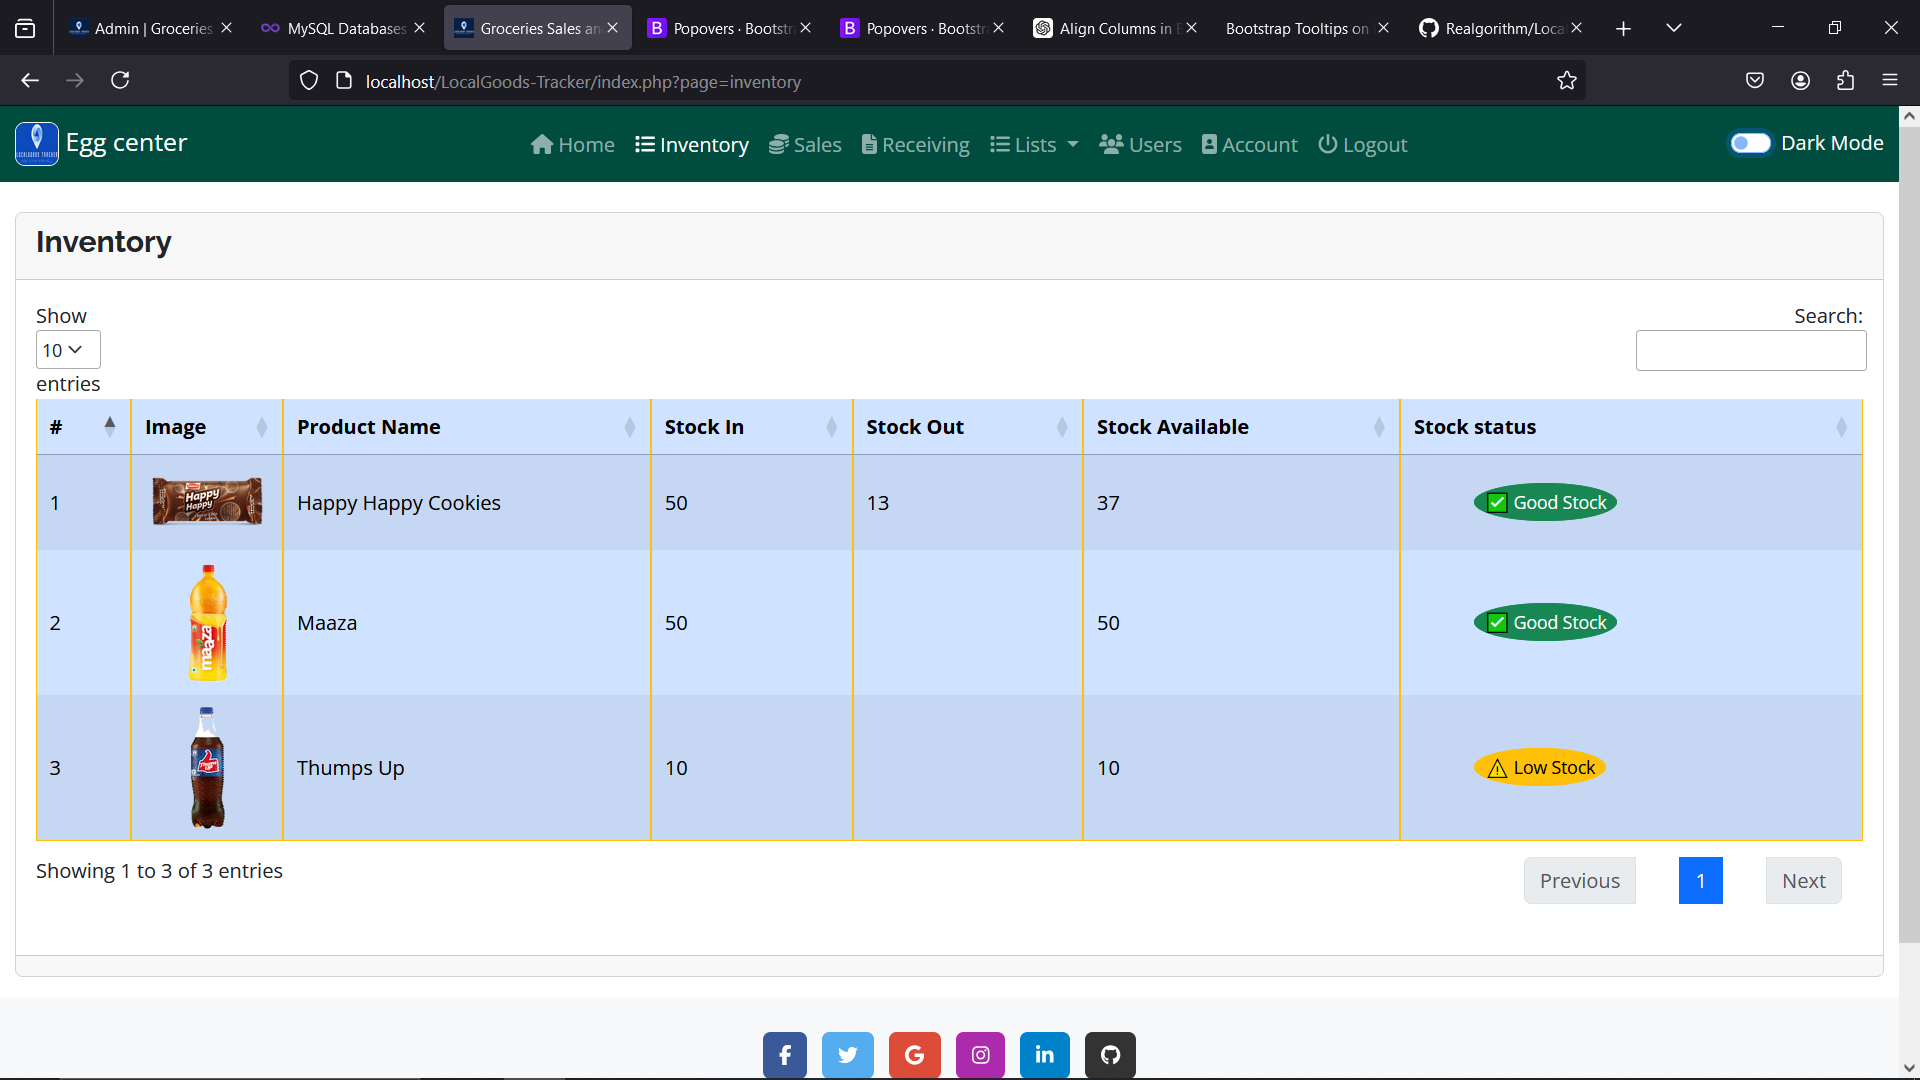 Admin | Groceries
MySQL Databases
Groceries Sales an
Popovers · Bootstr
Popovers · Bootstr
Align Columns in
Bootstrap Tooltips on
Realgorithm/Loca
localhost/LocalGoods-Tracker/index.php?page=inventory
Egg center
Home
Inventory
Sales
Receiving
Lists
Users
Account
Logout
Dark Mode
Inventory
Show
10
entries
Search:
# Image Product Name Stock In Stock Out Stock Available Stock status
1 Happy Happy Happy Happy Cookies 50 13 37 ✅ Good Stock
2 maaza Maaza 50 50 ✅ Good Stock
3 Thumps Up 10 10 ⚠ Low Stock
Showing 1 to 3 of 3 entries
Previous 1 Next